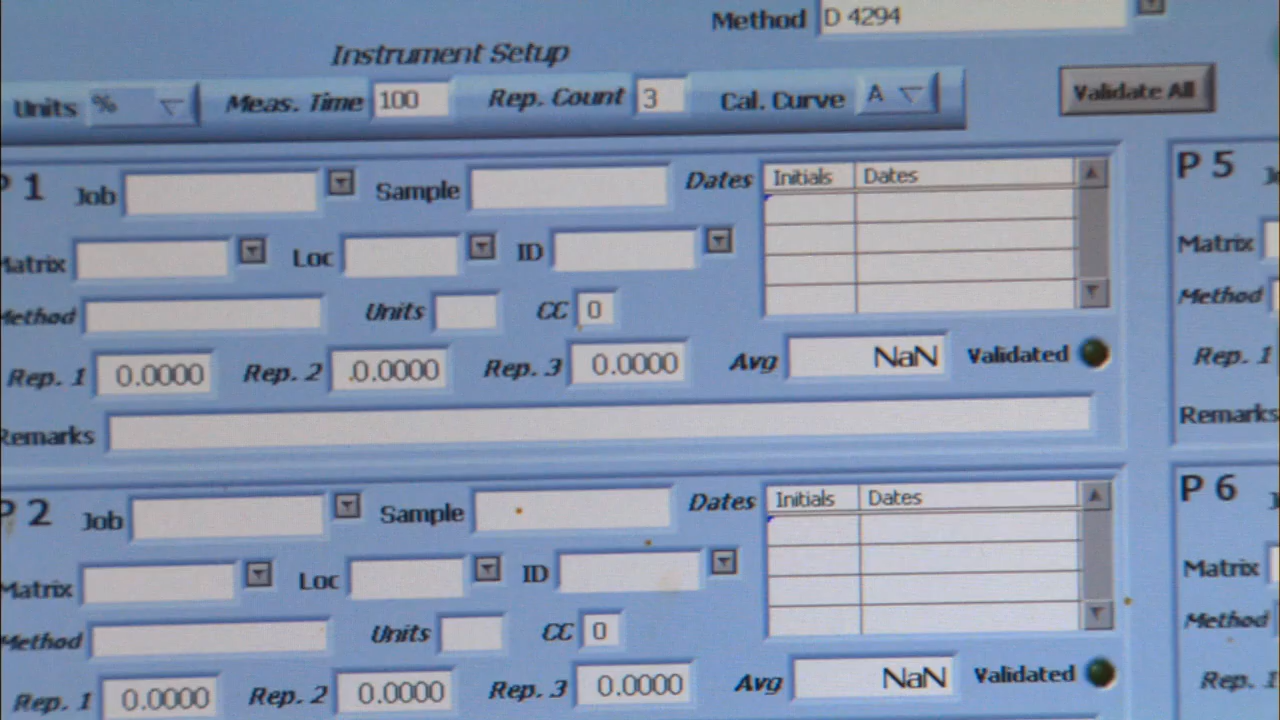 Method D 4294
Instrument Setup
Units % Meas. Time 100 Rep. Count 3 Cal. Curve A Validate All
P 1 Job Sample Dates Initials Dates P 5
Matrix Loc ID Matrix
Method Units CC 0 Method
Rep. 1 0.0000 Rep. 2 .0.0000 Rep. 3 0.0000 Avg NaN Validated Rep. 1
Remarks Remarks
P 2 Job Sample Dates Initials Dates P 6
Matrix Loc ID Matrix
Method Units CC 0 Method
Rep. 1 0.0000 Rep. 2 0.0000 Rep. 3 0.0000 Avg NaN Validated Rep. 1